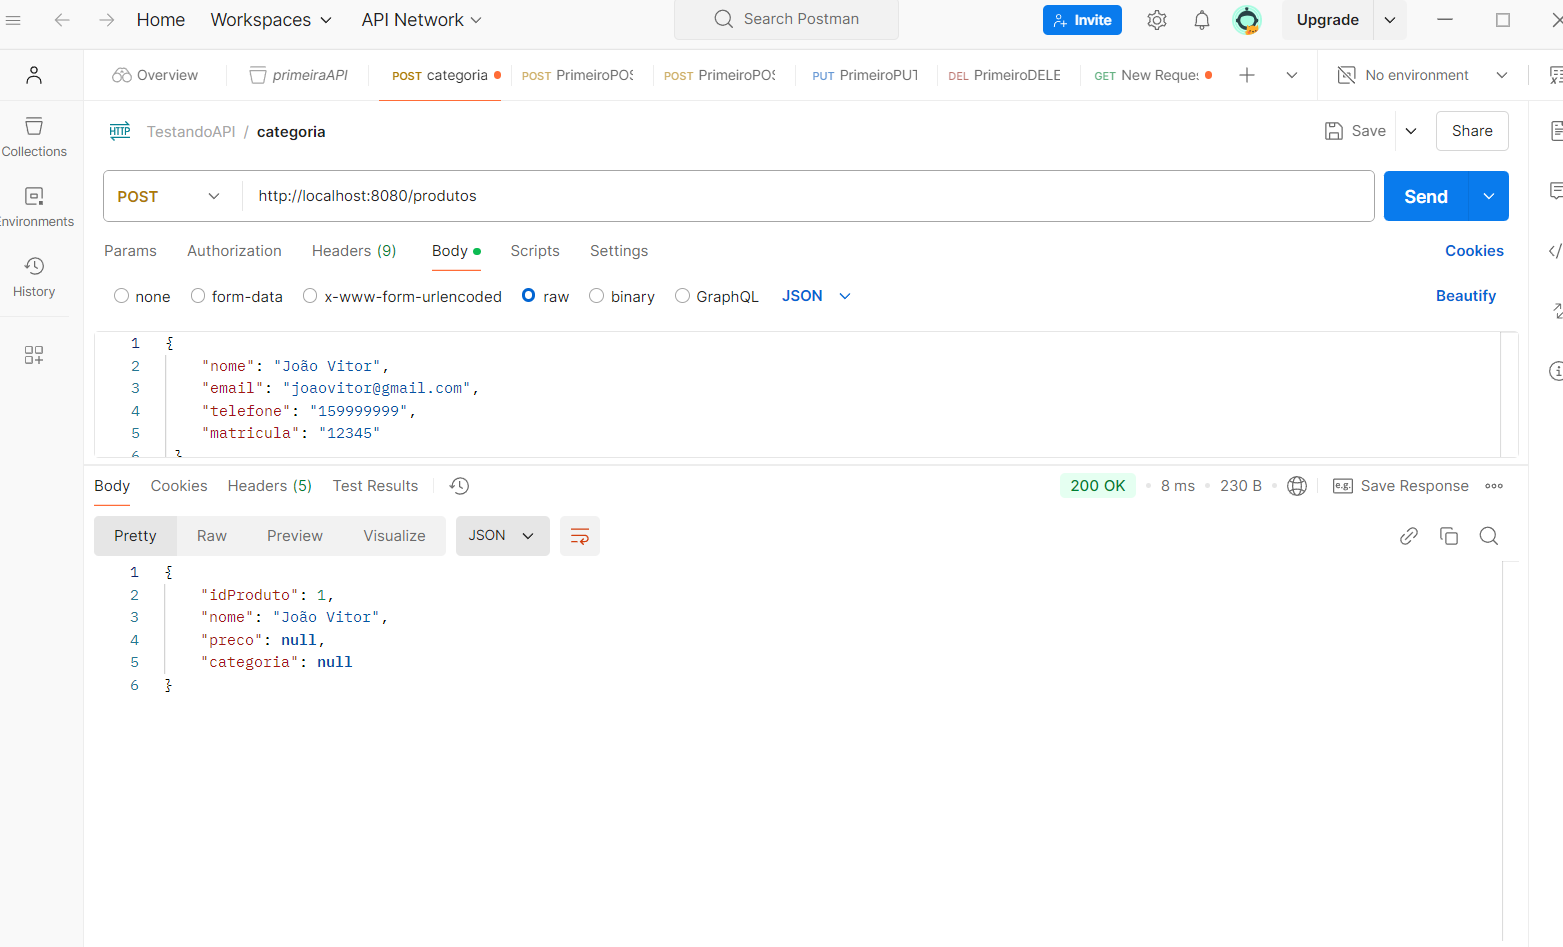 Home Workspaces API Network Search Postman Invite Upgrade
Overview primeiraAPI POST categoria POST PrimeiroPOS POST PrimeiroPOS PUT PrimeiroPUT DEL PrimeiroDELE GET New Reques No environment
HTTP TestandoAPI / categoria Save Share
Collections
POST http://localhost:8080/produtos Send
nvironments
Params Authorization Headers (9) Body Scripts Settings Cookies
History
none form-data x-www-form-urlencoded raw binary GraphQL JSON Beautify
1 {
2 "nome": "João Vitor",
3 "email": "joaovitor@gmail.com",
4 "telefone": "159999999",
5 "matricula": "12345"
6 }
Body Cookies Headers (5) Test Results 200 OK 8 ms 230 B e.g. Save Response
Pretty Raw Preview Visualize JSON
1 {
2 "idProduto": 1,
3 "nome": "João Vitor",
4 "preco": null,
5 "categoria": null
6 }